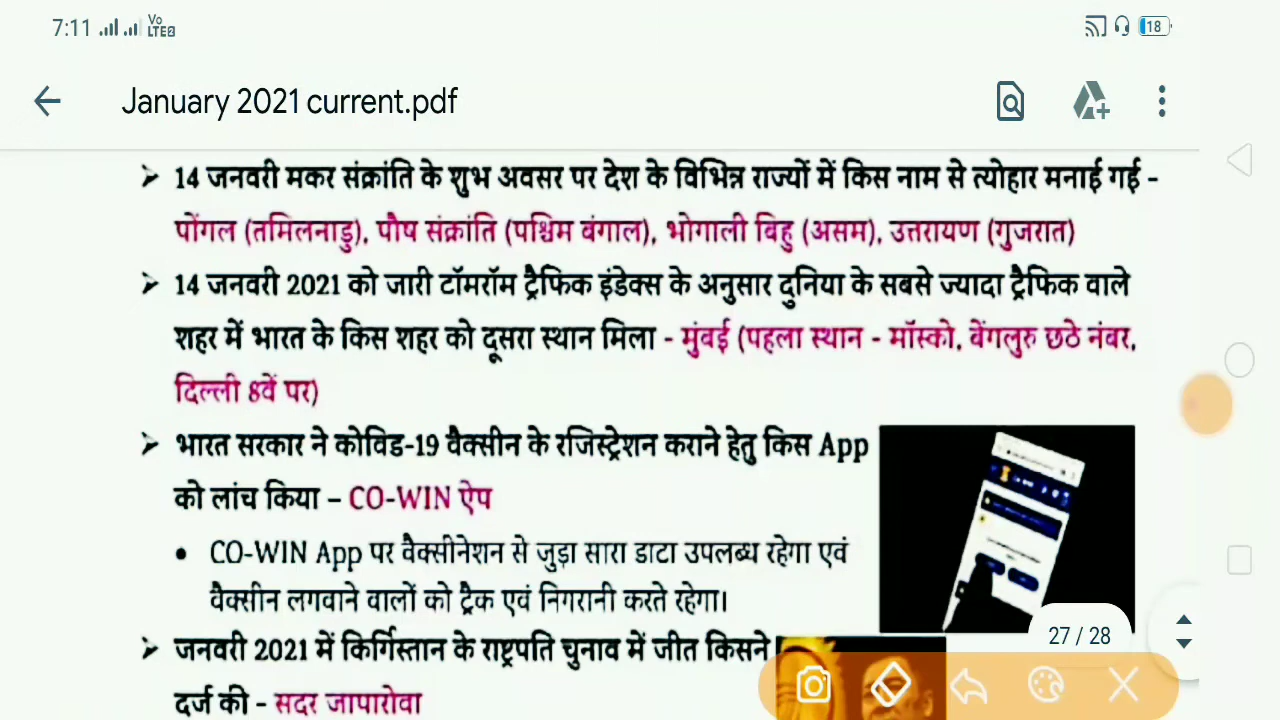 7:11 Vo LTE2 18
January 2021 current.pdf
14 जनवरी मकर संक्रांति के शुभ अवसर पर देश के विभिन्न राज्यों में किस नाम से त्योहार मनाई गई -
पोंगल (तमिलनाडु), पौष संक्रांति (पश्चिम बंगाल), भोगाली बिहु (असम), उत्तरायण (गुजरात)
14 जनवरी 2021 को जारी टॉमरॉम ट्रैफिक इंडेक्स के अनुसार दुनिया के सबसे ज्यादा ट्रैफिक वाले
शहर में भारत के किस शहर को दूसरा स्थान मिला - मुंबई (पहला स्थान - मॉस्को, बेंगलुरु छठे नंबर,
दिल्ली 8वें पर)
भारत सरकार ने कोविड-19 वैक्सीन के रजिस्ट्रेशन कराने हेतु किस App
को लांच किया – CO-WIN ऐप
• CO-WIN App पर वैक्सीनेशन से जुड़ा सारा डाटा उपलब्ध रहेगा एवं
वैक्सीन लगवाने वालों को ट्रैक एवं निगरानी करते रहेगा।
27 / 28
जनवरी 2021 में किर्गिस्तान के राष्ट्रपति चुनाव में जीत किसने
दर्ज की - सदर जापारोवा